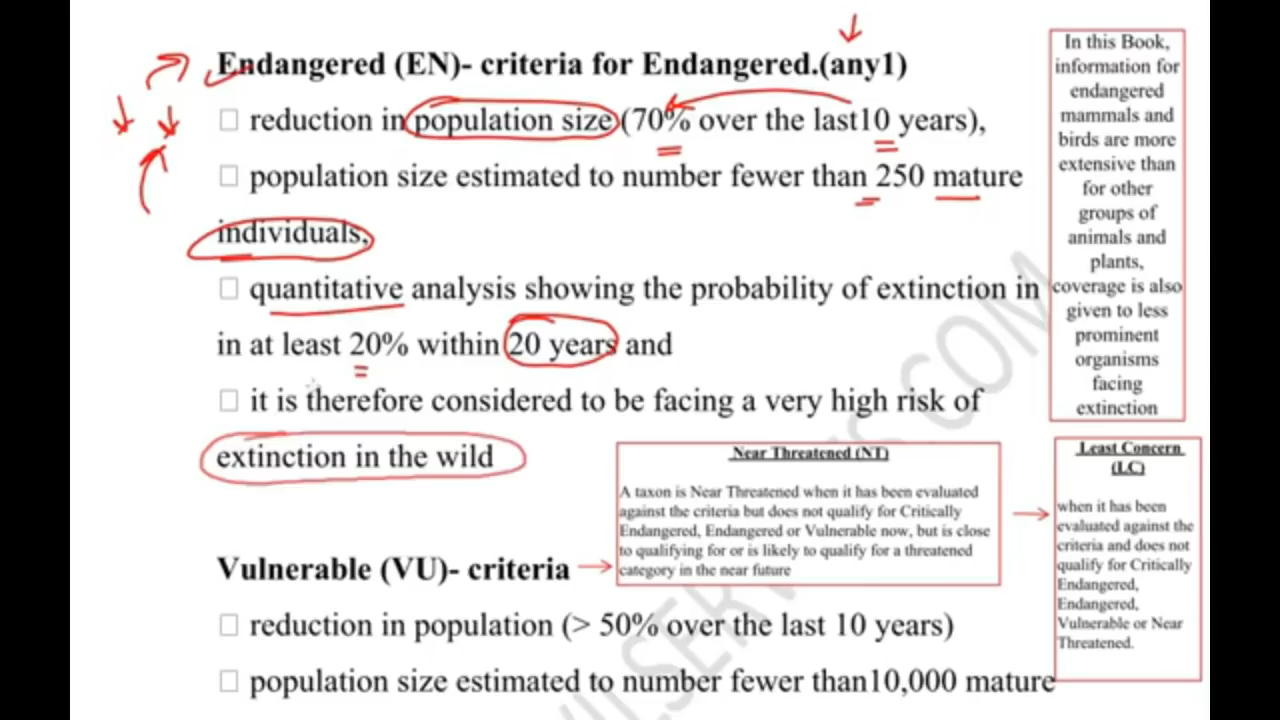 Endangered (EN)- criteria for Endangered.(any1)
reduction in population size (70% over the last10 years),
population size estimated to number fewer than 250 mature
individuals,
quantitative analysis showing the probability of extinction in
in at least 20% within 20 years and
it is therefore considered to be facing a very high risk of
extinction in the wild
Vulnerable (VU)- criteria
reduction in population (> 50% over the last 10 years)
population size estimated to number fewer than10,000 mature
In this Book,
information for
endangered
mammals and
birds are more
extensive than
for other
groups of
animals and
plants,
coverage is also
given to less
prominent
organisms
facing
extinction
Near Threatened (NT)
A taxon is Near Threatened when it has been evaluated
against the criteria but does not qualify for Critically
Endangered, Endangered or Vulnerable now, but is close
to qualifying for or is likely to qualify for a threatened
category in the near future
Least Concern
(LC)
when it has been
evaluated against the
criteria and does not
qualify for Critically
Endangered,
Endangered,
Vulnerable or Near
Threatened.